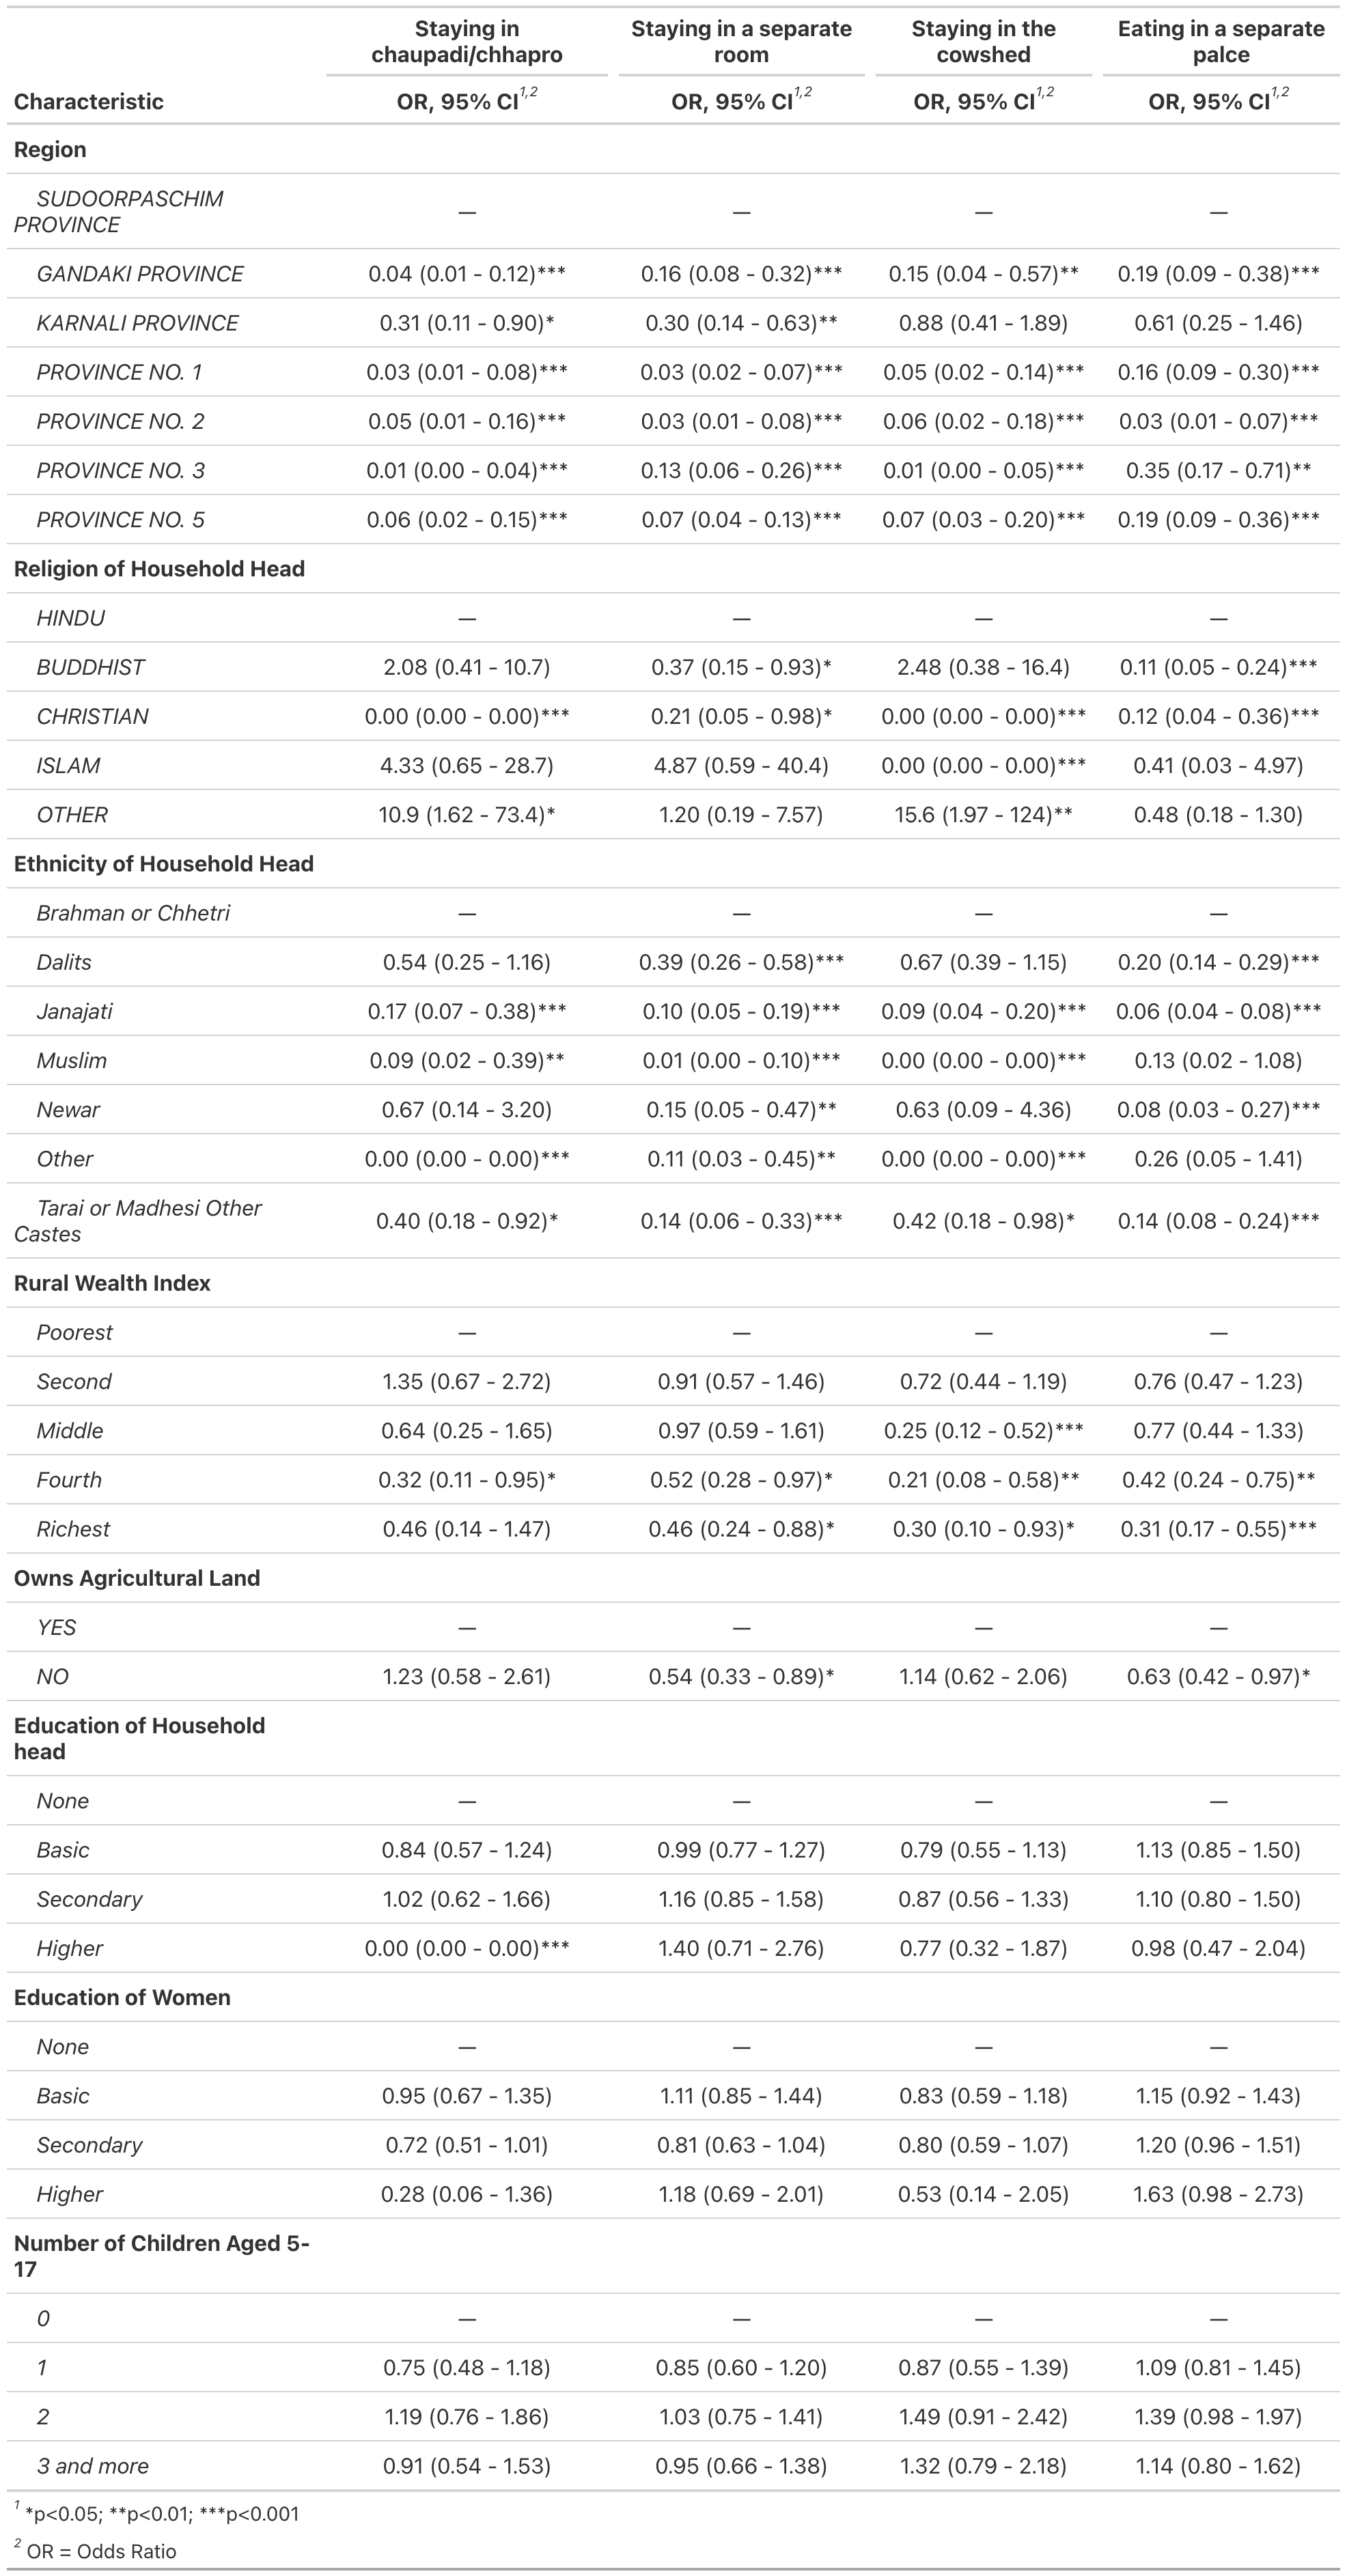 Staying in chaupadi/chhapro Staying in a separate room Staying in the cowshed Eating in a separate palce
Characteristic OR, 95% CI1,2 OR, 95% CI1,2 OR, 95% CI1,2 OR, 95% CI1,2
Region
SUDOORPASCHIM PROVINCE — — — —
GANDAKI PROVINCE 0.04 (0.01 - 0.12)*** 0.16 (0.08 - 0.32)*** 0.15 (0.04 - 0.57)** 0.19 (0.09 - 0.38)***
KARNALI PROVINCE 0.31 (0.11 - 0.90)* 0.30 (0.14 - 0.63)** 0.88 (0.41 - 1.89) 0.61 (0.25 - 1.46)
PROVINCE NO. 1 0.03 (0.01 - 0.08)*** 0.03 (0.02 - 0.07)*** 0.05 (0.02 - 0.14)*** 0.16 (0.09 - 0.30)***
PROVINCE NO. 2 0.05 (0.01 - 0.16)*** 0.03 (0.01 - 0.08)*** 0.06 (0.02 - 0.18)*** 0.03 (0.01 - 0.07)***
PROVINCE NO. 3 0.01 (0.00 - 0.04)*** 0.13 (0.06 - 0.26)*** 0.01 (0.00 - 0.05)*** 0.35 (0.17 - 0.71)**
PROVINCE NO. 5 0.06 (0.02 - 0.15)*** 0.07 (0.04 - 0.13)*** 0.07 (0.03 - 0.20)*** 0.19 (0.09 - 0.36)***
Religion of Household Head
HINDU — — — —
BUDDHIST 2.08 (0.41 - 10.7) 0.37 (0.15 - 0.93)* 2.48 (0.38 - 16.4) 0.11 (0.05 - 0.24)***
CHRISTIAN 0.00 (0.00 - 0.00)*** 0.21 (0.05 - 0.98)* 0.00 (0.00 - 0.00)*** 0.12 (0.04 - 0.36)***
ISLAM 4.33 (0.65 - 28.7) 4.87 (0.59 - 40.4) 0.00 (0.00 - 0.00)*** 0.41 (0.03 - 4.97)
OTHER 10.9 (1.62 - 73.4)* 1.20 (0.19 - 7.57) 15.6 (1.97 - 124)** 0.48 (0.18 - 1.30)
Ethnicity of Household Head
Brahman or Chhetri — — — —
Dalits 0.54 (0.25 - 1.16) 0.39 (0.26 - 0.58)*** 0.67 (0.39 - 1.15) 0.20 (0.14 - 0.29)***
Janajati 0.17 (0.07 - 0.38)*** 0.10 (0.05 - 0.19)*** 0.09 (0.04 - 0.20)*** 0.06 (0.04 - 0.08)***
Muslim 0.09 (0.02 - 0.39)** 0.01 (0.00 - 0.10)*** 0.00 (0.00 - 0.00)*** 0.13 (0.02 - 1.08)
Newar 0.67 (0.14 - 3.20) 0.15 (0.05 - 0.47)** 0.63 (0.09 - 4.36) 0.08 (0.03 - 0.27)***
Other 0.00 (0.00 - 0.00)*** 0.11 (0.03 - 0.45)** 0.00 (0.00 - 0.00)*** 0.26 (0.05 - 1.41)
Tarai or Madhesi Other Castes 0.40 (0.18 - 0.92)* 0.14 (0.06 - 0.33)*** 0.42 (0.18 - 0.98)* 0.14 (0.08 - 0.24)***
Rural Wealth Index
Poorest — — — —
Second 1.35 (0.67 - 2.72) 0.91 (0.57 - 1.46) 0.72 (0.44 - 1.19) 0.76 (0.47 - 1.23)
Middle 0.64 (0.25 - 1.65) 0.97 (0.59 - 1.61) 0.25 (0.12 - 0.52)*** 0.77 (0.44 - 1.33)
Fourth 0.32 (0.11 - 0.95)* 0.52 (0.28 - 0.97)* 0.21 (0.08 - 0.58)** 0.42 (0.24 - 0.75)**
Richest 0.46 (0.14 - 1.47) 0.46 (0.24 - 0.88)* 0.30 (0.10 - 0.93)* 0.31 (0.17 - 0.55)***
Owns Agricultural Land
YES — — — —
NO 1.23 (0.58 - 2.61) 0.54 (0.33 - 0.89)* 1.14 (0.62 - 2.06) 0.63 (0.42 - 0.97)*
Education of Household head
None — — — —
Basic 0.84 (0.57 - 1.24) 0.99 (0.77 - 1.27) 0.79 (0.55 - 1.13) 1.13 (0.85 - 1.50)
Secondary 1.02 (0.62 - 1.66) 1.16 (0.85 - 1.58) 0.87 (0.56 - 1.33) 1.10 (0.80 - 1.50)
Higher 0.00 (0.00 - 0.00)*** 1.40 (0.71 - 2.76) 0.77 (0.32 - 1.87) 0.98 (0.47 - 2.04)
Education of Women
None — — — —
Basic 0.95 (0.67 - 1.35) 1.11 (0.85 - 1.44) 0.83 (0.59 - 1.18) 1.15 (0.92 - 1.43)
Secondary 0.72 (0.51 - 1.01) 0.81 (0.63 - 1.04) 0.80 (0.59 - 1.07) 1.20 (0.96 - 1.51)
Higher 0.28 (0.06 - 1.36) 1.18 (0.69 - 2.01) 0.53 (0.14 - 2.05) 1.63 (0.98 - 2.73)
Number of Children Aged 5-17
0 — — — —
1 0.75 (0.48 - 1.18) 0.85 (0.60 - 1.20) 0.87 (0.55 - 1.39) 1.09 (0.81 - 1.45)
2 1.19 (0.76 - 1.86) 1.03 (0.75 - 1.41) 1.49 (0.91 - 2.42) 1.39 (0.98 - 1.97)
3 and more 0.91 (0.54 - 1.53) 0.95 (0.66 - 1.38) 1.32 (0.79 - 2.18) 1.14 (0.80 - 1.62)
1 *p<0.05; **p<0.01; ***p<0.001
2 OR = Odds Ratio